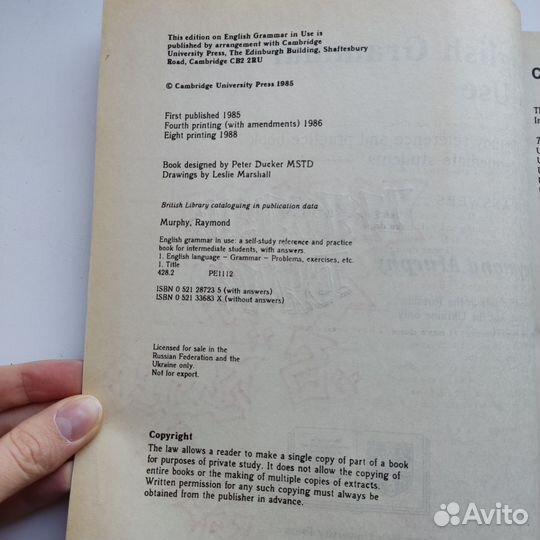 This edition on English Grammar in Use is
published by arrangement with Cambridge
University Press, The Edinburgh Building, Shaftesbury
Road, Cambridge CB2 2RU
© Cambridge University Press 1985
First published 1985
Fourth printing (with amendments) 1986
Eight printing 1988
Book designed by Peter Ducker MSTD
Drawings by Leslie Marshall
British Library cataloguing in publication data
Murphy, Raymond
English grammar in use: a self-study reference and practice
book for intermediate students, with answers.
1. English language – Grammar – Problems, exercises, etc.
1. Title
428.2 PE1112
ISBN 0 521 28723 5 (with answers)
ISBN 0 521 33683 X (without answers)
Licensed for sale in the
Russian Federation and the
Ukraine only.
Not for export.
Copyright
The law allows a reader to make a single copy of part of a book
for purposes of private study. It does not allow the copying of
entire books or the making of multiple copies of extracts.
Written permission for any such copying must always be
obtained from the publisher in advance.
Avito